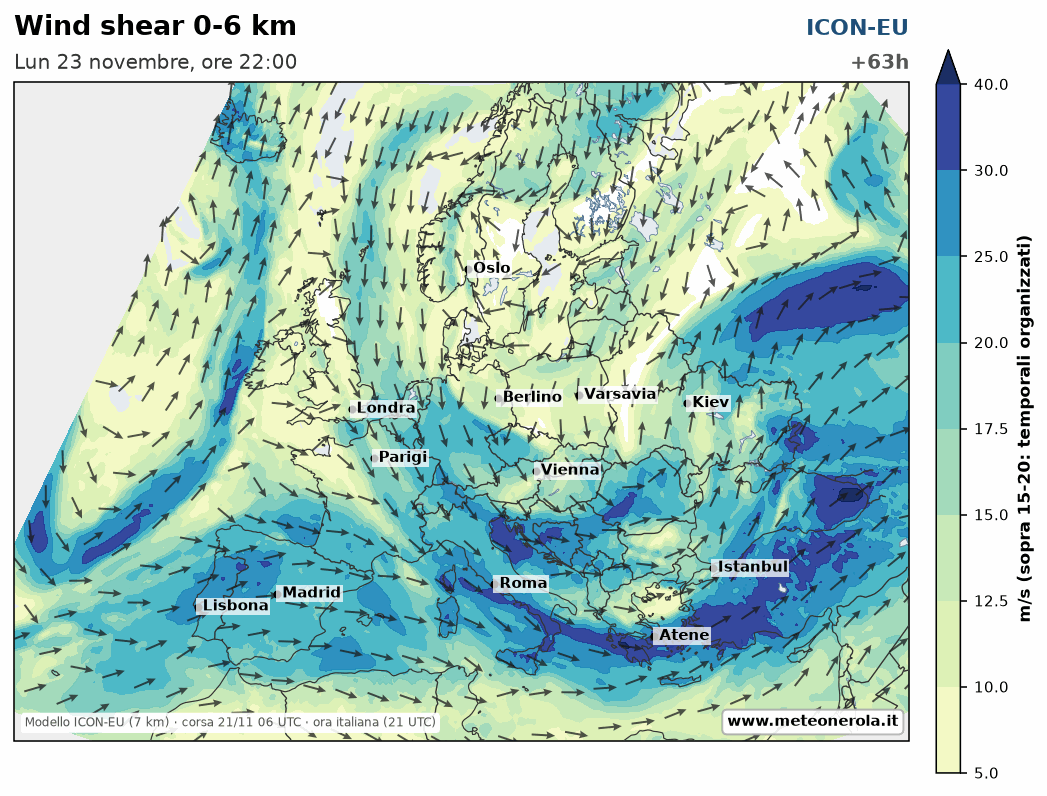 Wind shear 0-6 km
ICON-EU
Lun 23 novembre, ore 22:00
+63h
40.0
30.0
25.0
20.0
17.5
15.0
12.5
10.0
5.0
m/s (sopra 15-20: temporali organizzati)
Oslo
Berlino
Varsavia
Kiev
Londra
Parigi
Vienna
Istanbul
Roma
Madrid
Lisbona
Atene
Modello ICON-EU (7 km) · corsa 21/11 06 UTC · ora italiana (21 UTC)
www.meteonerola.it